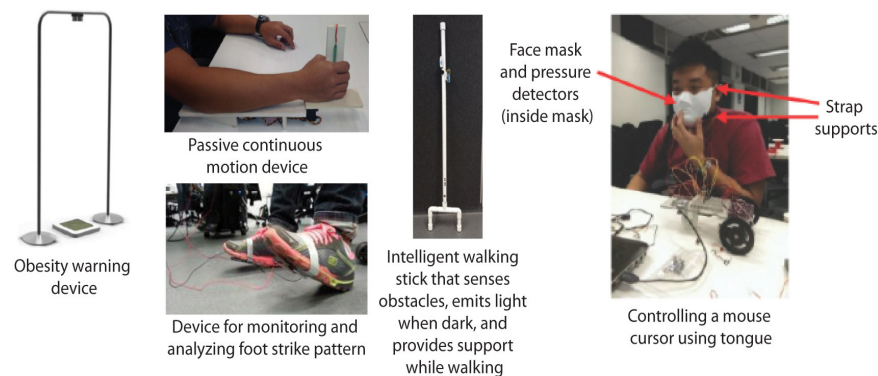 Obesity warning
device
Passive continuous
motion device
Device for monitoring and
analyzing foot strike pattern
Intelligent walking
stick that senses
obstacles, emits light
when dark, and
provides support
while walking
Face mask
and pressure
detectors
(inside mask)
Strap
supports
Controlling a mouse
cursor using tongue